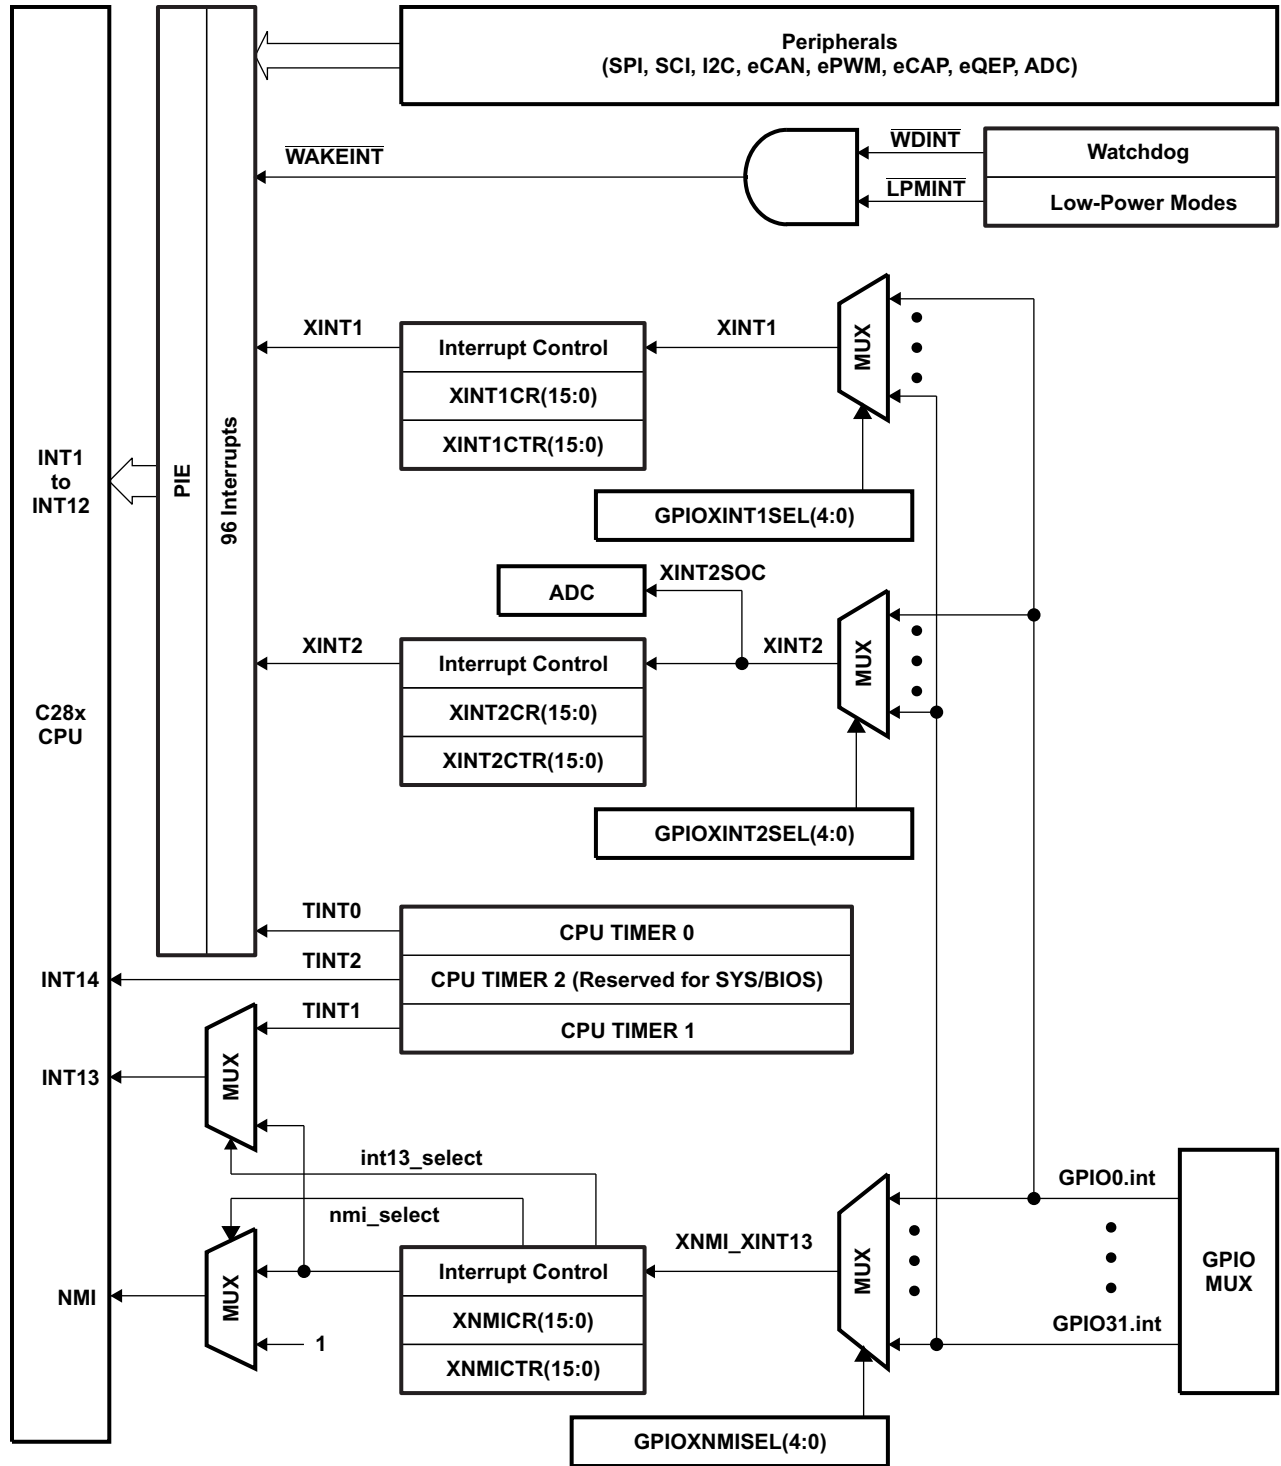 Peripherals
(SPI, SCI, I2C, eCAN, ePWM, eCAP, eQEP, ADC)
WDINT
Watchdog
WAKEINT
LPMINT
Low-Power Modes
XINT1
Interrupt Control
XINT1
MUX
XINT1CR(15:0)
XINT1CTR(15:0)
INT1
to
INT12
PIE
96 Interrupts
GPIOXINT1SEL(4:0)
XINT2SOC
ADC
XINT2
Interrupt Control
XINT2
MUX
C28x
CPU
XINT2CR(15:0)
XINT2CTR(15:0)
GPIOXINT2SEL(4:0)
TINT0
CPU TIMER 0
INT14
TINT2
CPU TIMER 2 (Reserved for SYS/BIOS)
TINT1
CPU TIMER 1
INT13
MUX
int13_select
nmi_select
GPIO0.int
XNMI_XINT13
MUX
GPIO
MUX
NMI
MUX
Interrupt Control
XNMICR(15:0)
1
XNMICTR(15:0)
GPIO31.int
GPIOXNMISEL(4:0)